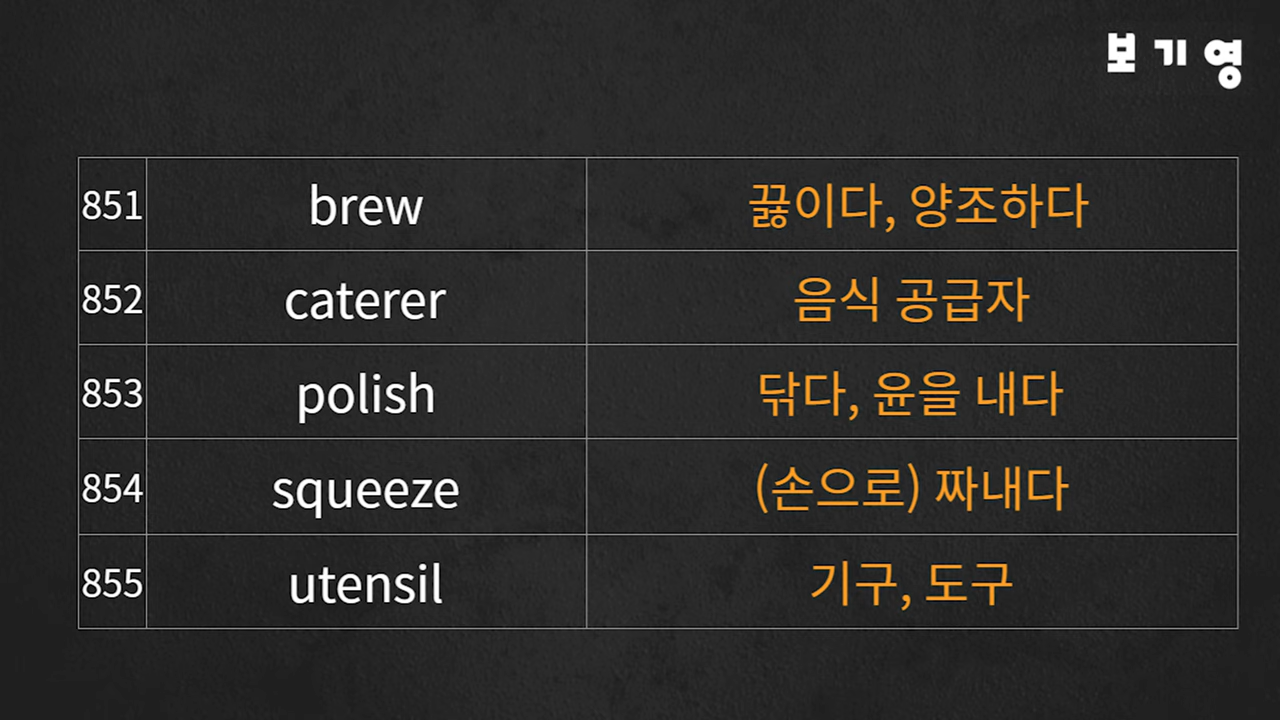 보기영
851 brew 끓이다, 양조하다
852 caterer 음식 공급자
853 polish 닦다, 윤을 내다
854 squeeze (손으로) 짜내다
855 utensil 기구, 도구